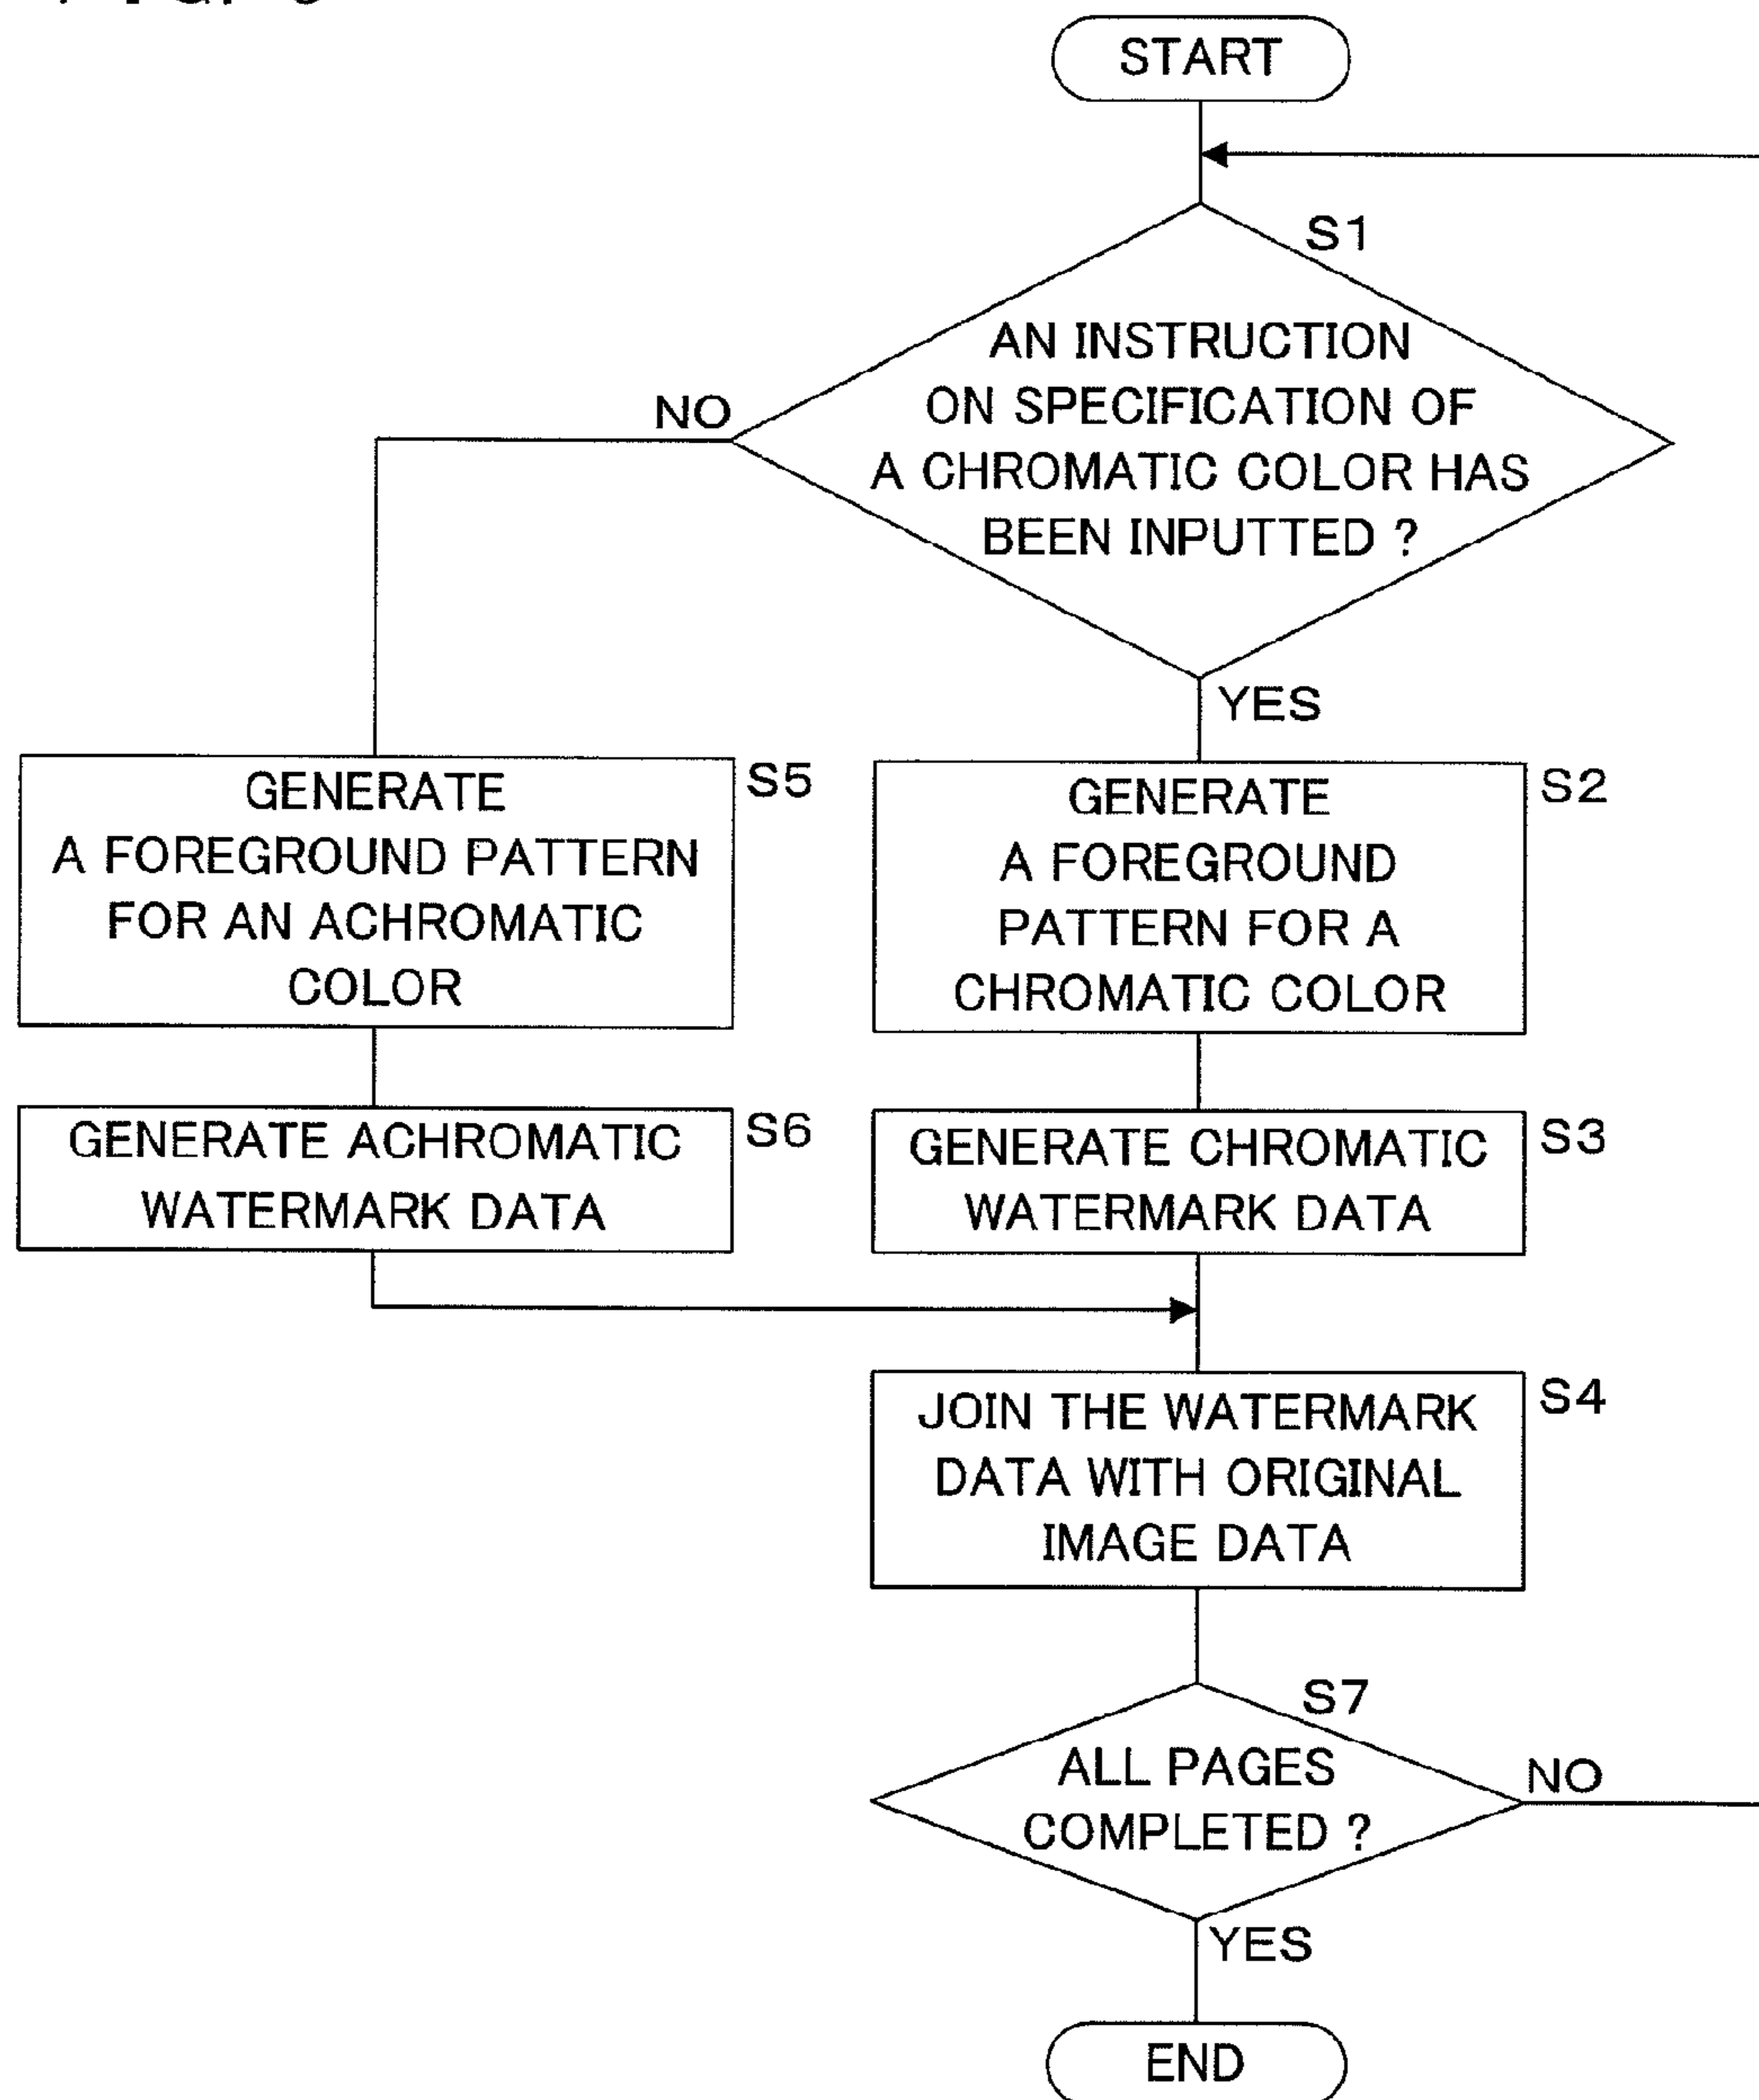 START
S1
AN INSTRUCTION
ON SPECIFICATION OF
A CHROMATIC COLOR HAS
BEEN INPUTTED ?
NO
YES
S5
GENERATE
A FOREGROUND PATTERN
FOR AN ACHROMATIC
COLOR
S2
GENERATE
A FOREGROUND
PATTERN FOR A
CHROMATIC COLOR
S6
GENERATE ACHROMATIC
WATERMARK DATA
S3
GENERATE CHROMATIC
WATERMARK DATA
S4
JOIN THE WATERMARK
DATA WITH ORIGINAL
IMAGE DATA
S7
ALL PAGES
COMPLETED ?
NO
YES
END